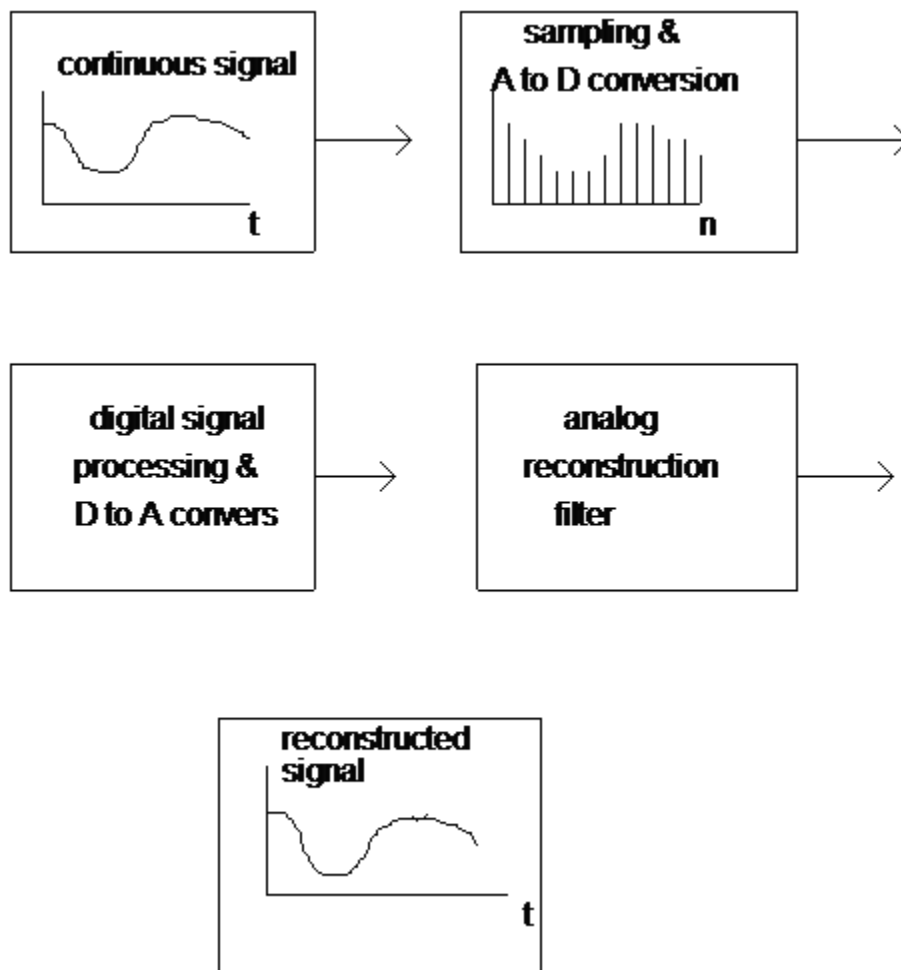 continuous signal
t
sampling &
A to D conversion
n
digital signal
processing &
D to A convers
analog
reconstruction
filter
reconstructed
signal
t